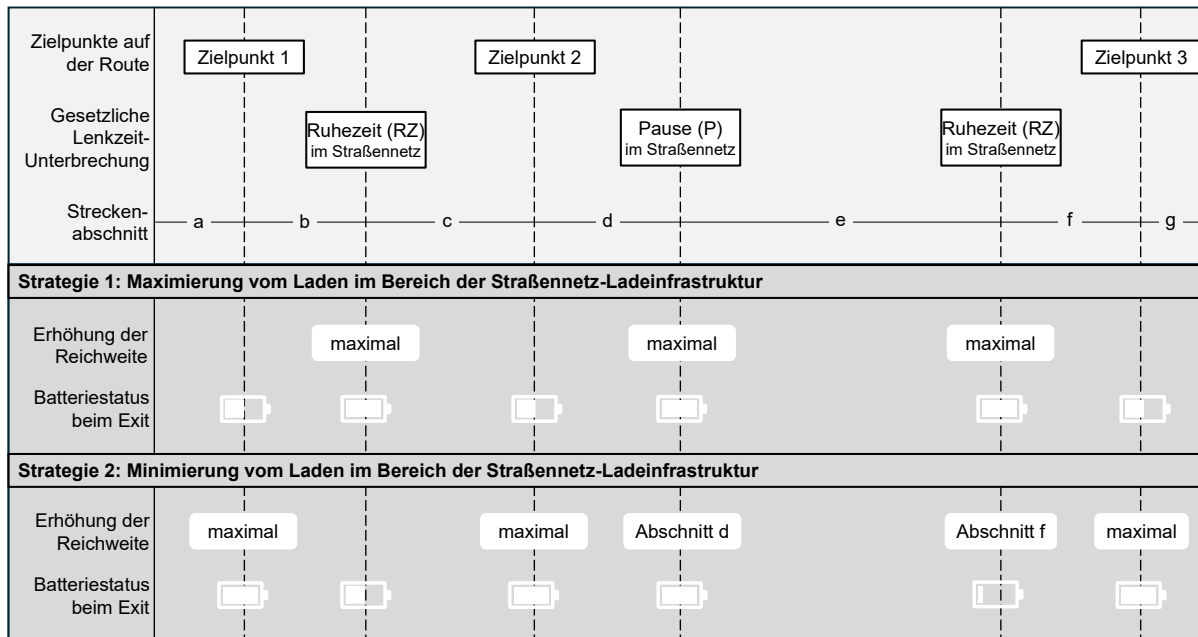 Zielpunkte auf
der Route
Zielpunkt 1
Zielpunkt 2
Zielpunkt 3
Gesetzliche
Lenkzeit-
Unterbrechung
Ruhezeit (RZ)
im Straßennetz
Pause (P)
im Straßennetz
Ruhezeit (RZ)
im Straßennetz
Strecken-
abschnitt
a
b
c
d
e
f
g
Strategie 1: Maximierung vom Laden im Bereich der Straßennetz-Ladeinfrastruktur
Erhöhung der
Reichweite
maximal
maximal
maximal
Batteriestatus
beim Exit
Strategie 2: Minimierung vom Laden im Bereich der Straßennetz-Ladeinfrastruktur
Erhöhung der
Reichweite
maximal
maximal
Abschnitt d
Abschnitt f
maximal
Batteriestatus
beim Exit